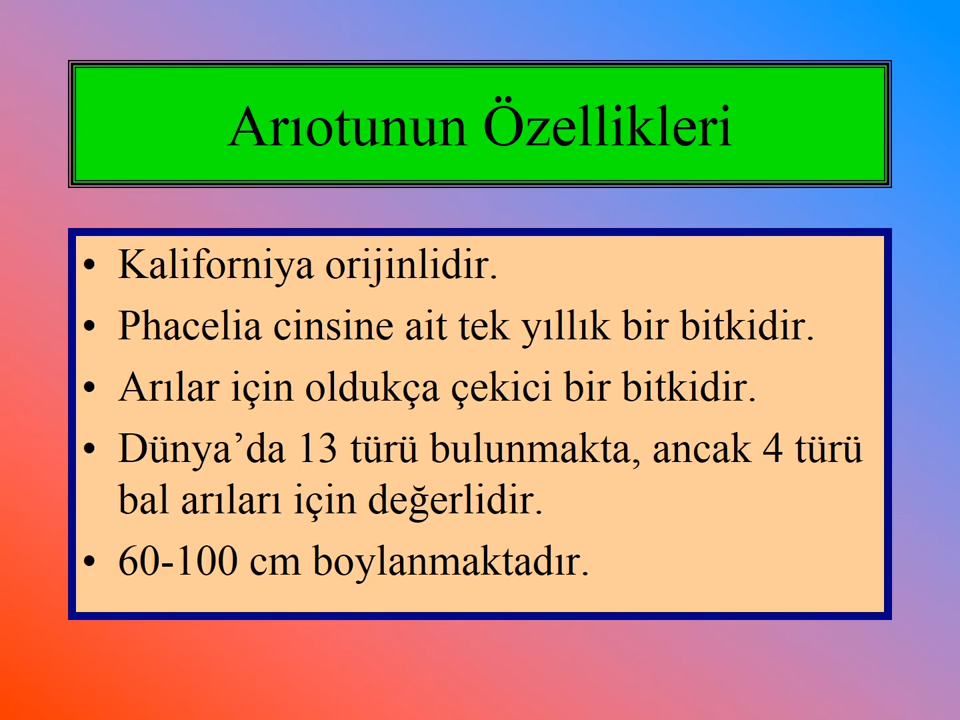 Arıotunun Özellikleri
• Kaliforniya orijinlidir.
• Phacelia cinsine ait tek yıllık bir bitkidir.
• Arılar için oldukça çekici bir bitkidir.
• Dünya’da 13 türü bulunmakta, ancak 4 türü
bal arıları için değerlidir.
• 60-100 cm boylanmaktadır.